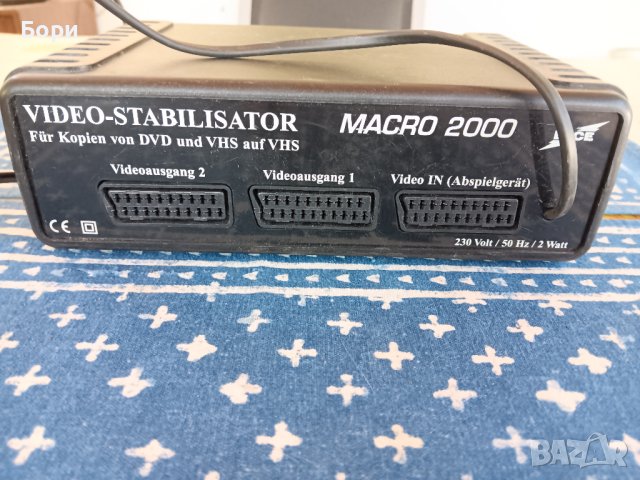 Бори
VIDEO-STABILISATOR
MACRO 2000
Für Kopien von DVD und VHS auf VHS
Videoausgang 2
Videoausgang 1
Video IN (Abspielgerät)
CE
230 Volt / 50 Hz / 2 Watt
BAZAR